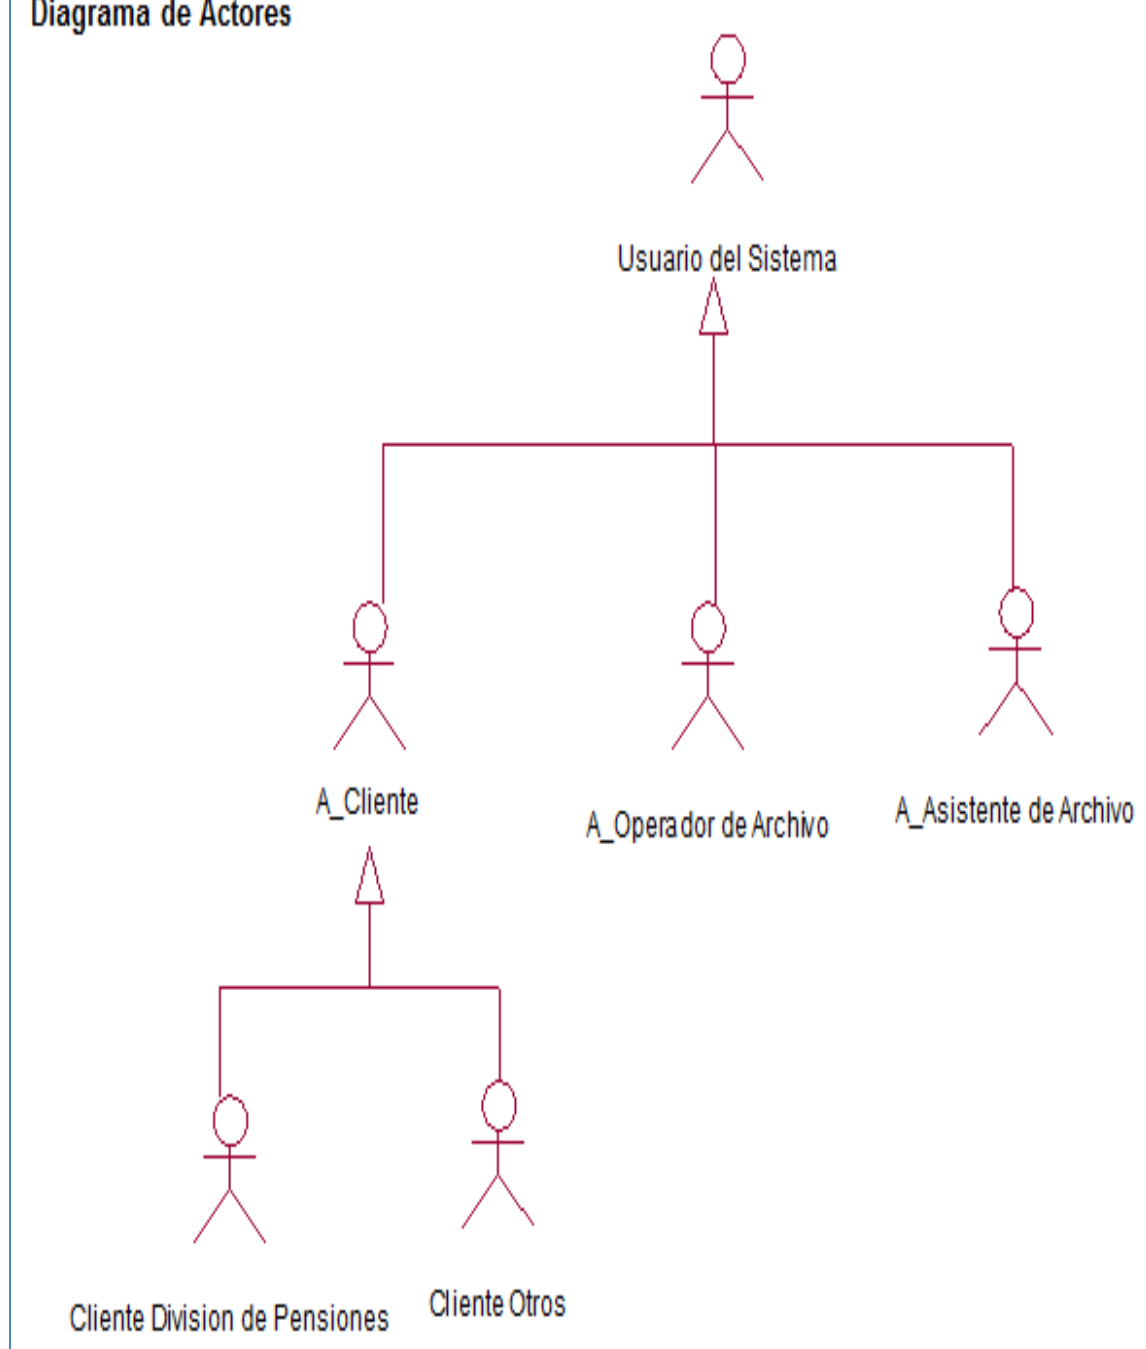 Diagrama de Actores
Usuario del Sistema
A_Cliente
A_Operador de Archivo
A_Asistente de Archivo
Cliente Division de Pensiones
Cliente Otros